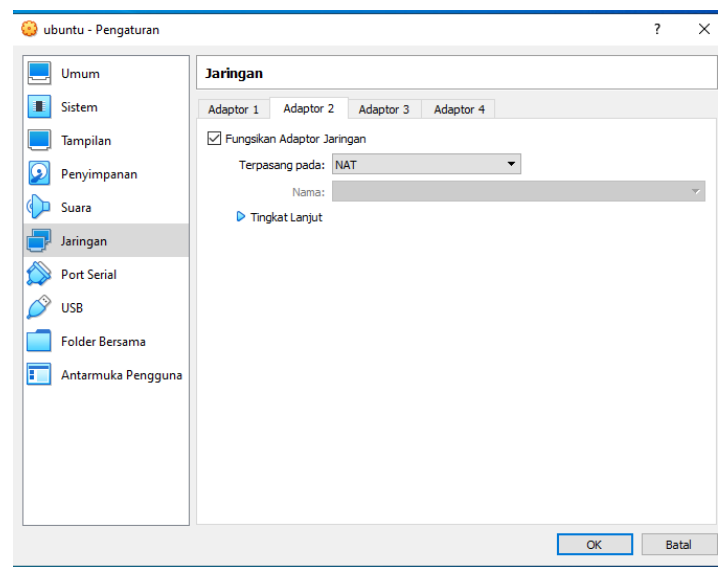 ubuntu - Pengaturan
?
Umum
Sistem
Tampilan
Penyimpanan
Suara
Jaringan
Port Serial
USB
Folder Bersama
Antarmuka Pengguna
Jaringan
Adaptor 1 Adaptor 2 Adaptor 3 Adaptor 4
Fungsikan Adaptor Jaringan
Terpasang pada: NAT
Nama:
Tingkat Lanjut
OK Batal